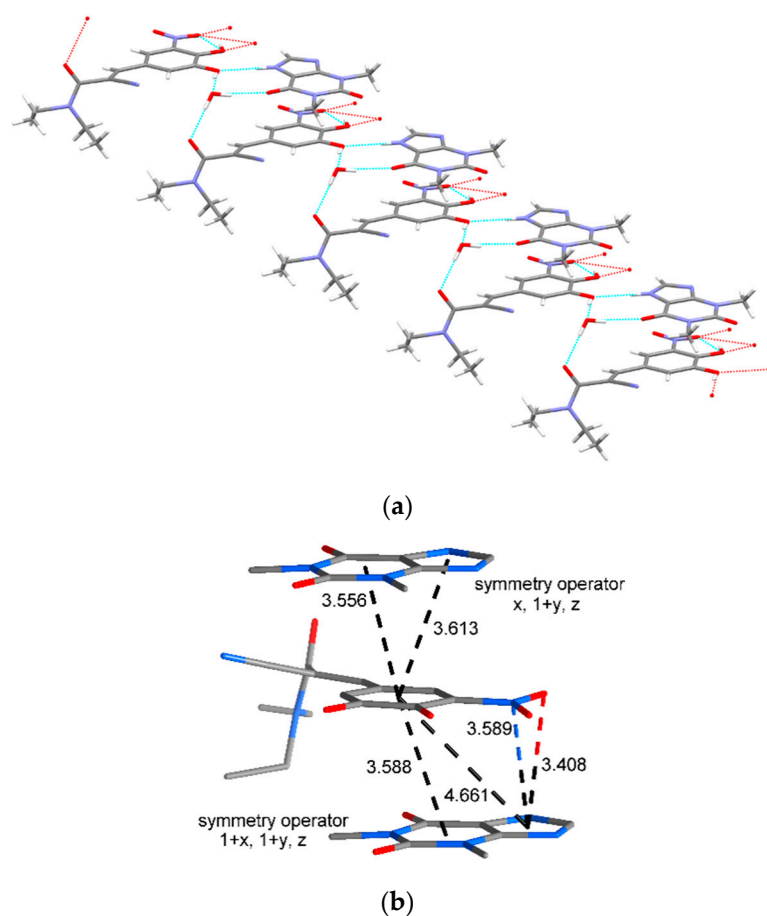 (a)
symmetry operator
x, 1+y, z
3.556
3.613
3.589
3.408
3.588
4.661
symmetry operator
1+x, 1+y, z
(b)